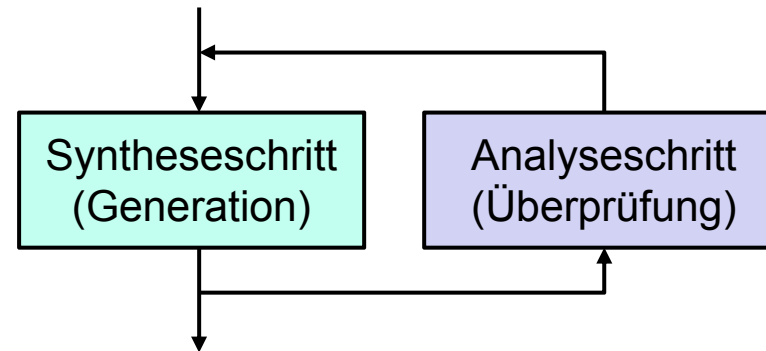 Syntheseschritt
(Generation)
Analyseschritt
(Überprüfung)